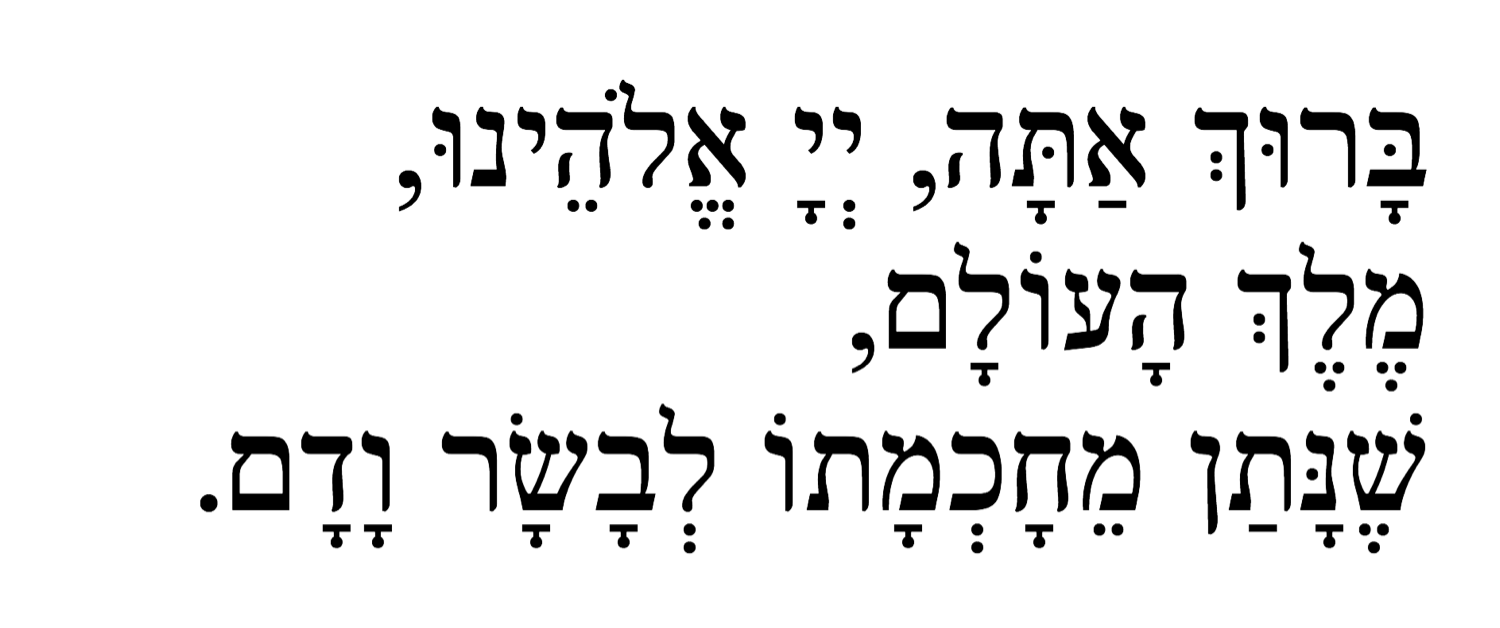 בָּרוּךְ אַתָּה, יְיָ אֱלֹהֵינוּ,
מֶלֶךְ הָעוֹלָם,
שֶׁנָּתַן מֵחָכְמָתוֹ לְבָשָׂר וָדָם.